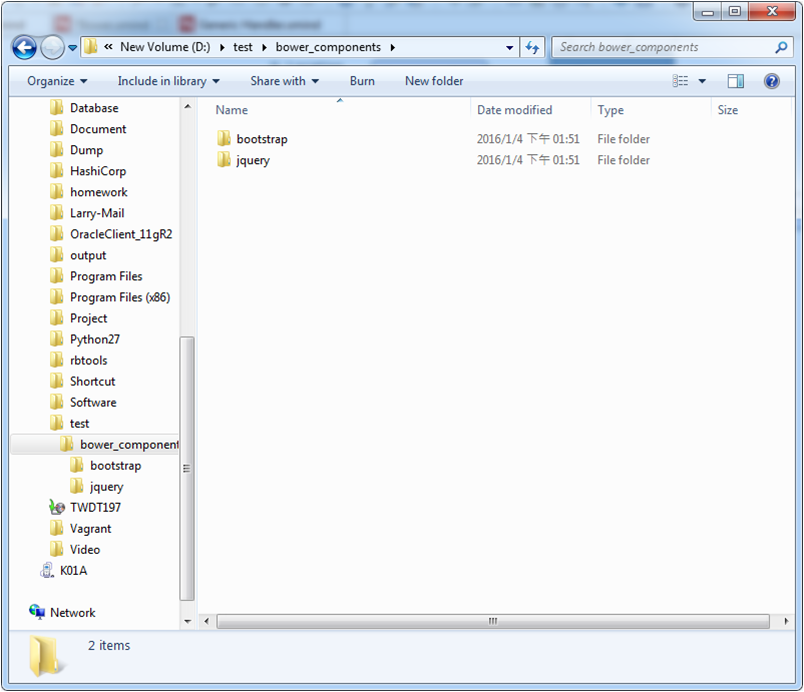 « New Volume (D:) ▸ test ▸ bower_components ▸
Search bower_components
Organize Include in library Share with Burn New folder
Name Date modified Type Size
bootstrap 2016/1/4 下午 01:51 File folder
jquery 2016/1/4 下午 01:51 File folder
Database
Document
Dump
HashiCorp
homework
Larry-Mail
OracleClient_11gR2
output
Program Files
Program Files (x86)
Project
Python27
rbtools
Shortcut
Software
test
bower_component
bootstrap
jquery
TWDT197
Vagrant
Video
K01A
Network
2 items